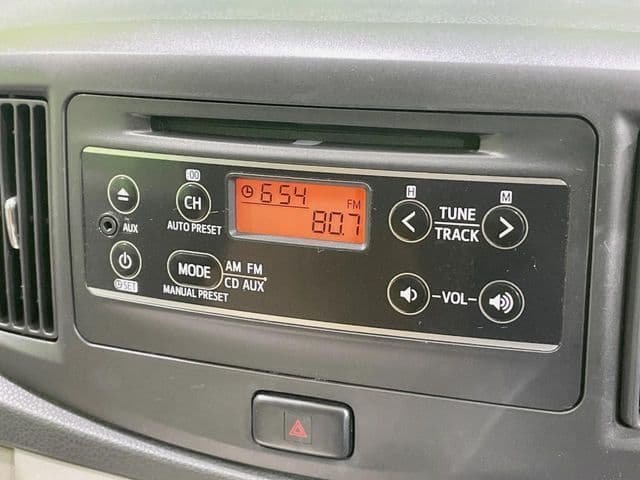 :00
H
M
CH
6:54
FM
80.7
TUNE
TRACK
AUX
AUTO PRESET
MODE
AM FM
CD AUX
SET
MANUAL PRESET
VOL